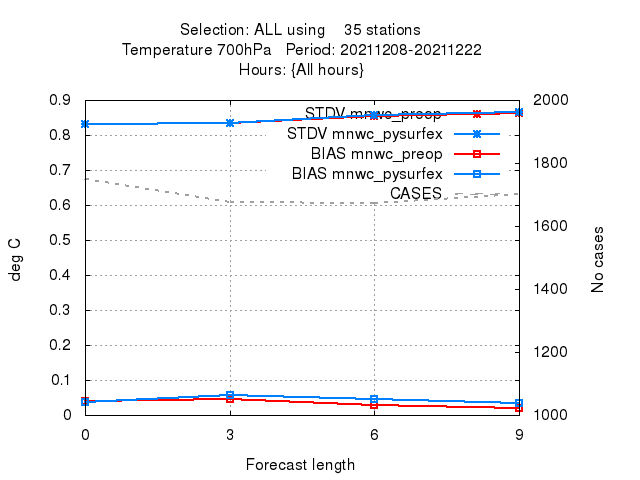 Selection: ALL using    35 stations
Temperature 700hPa   Period: 20211208-20211222
Hours: {All hours}
0.9
0.8
0.7
0.6
0.5
0.4
0.3
0.2
0.1
0
2000
1800
1600
1400
1200
1000
STDV mnwc_preop
STDV mnwc_pysurfex
BIAS mnwc_preop
BIAS mnwc_pysurfex
CASES
deg C
No cases
0 3 6 9
Forecast length